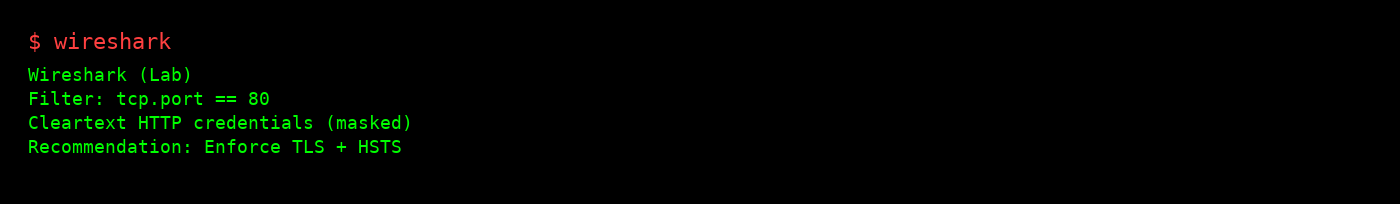 $ wireshark
Wireshark (Lab)
Filter: tcp.port == 80
Cleartext HTTP credentials (masked)
Recommendation: Enforce TLS + HSTS